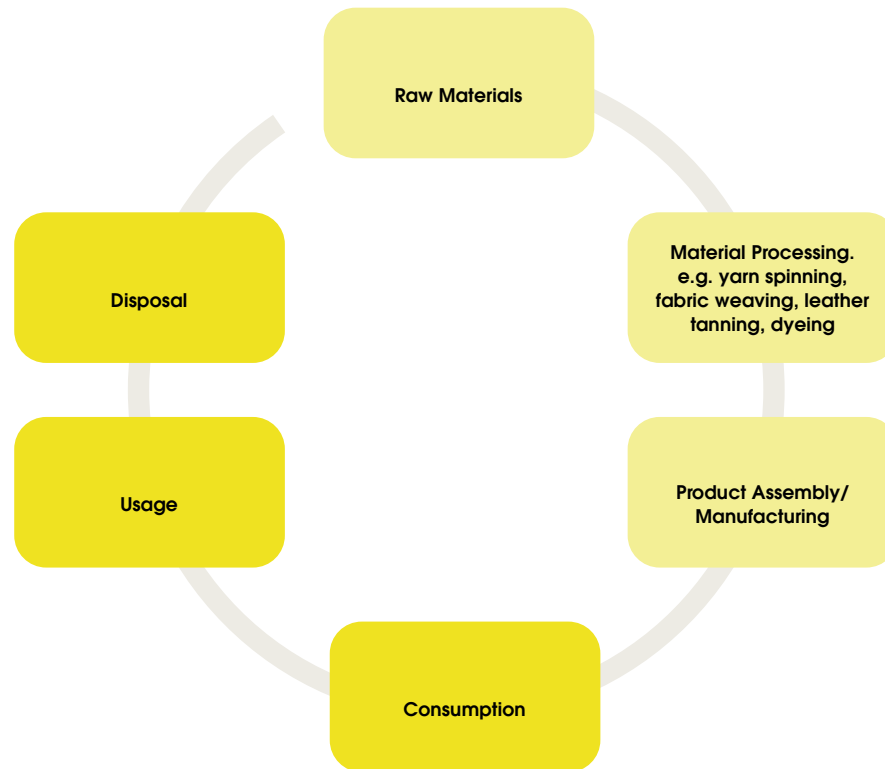 Raw Materials
Material Processing.
e.g. yarn spinning,
fabric weaving, leather
tanning, dyeing
Product Assembly/
Manufacturing
Consumption
Usage
Disposal